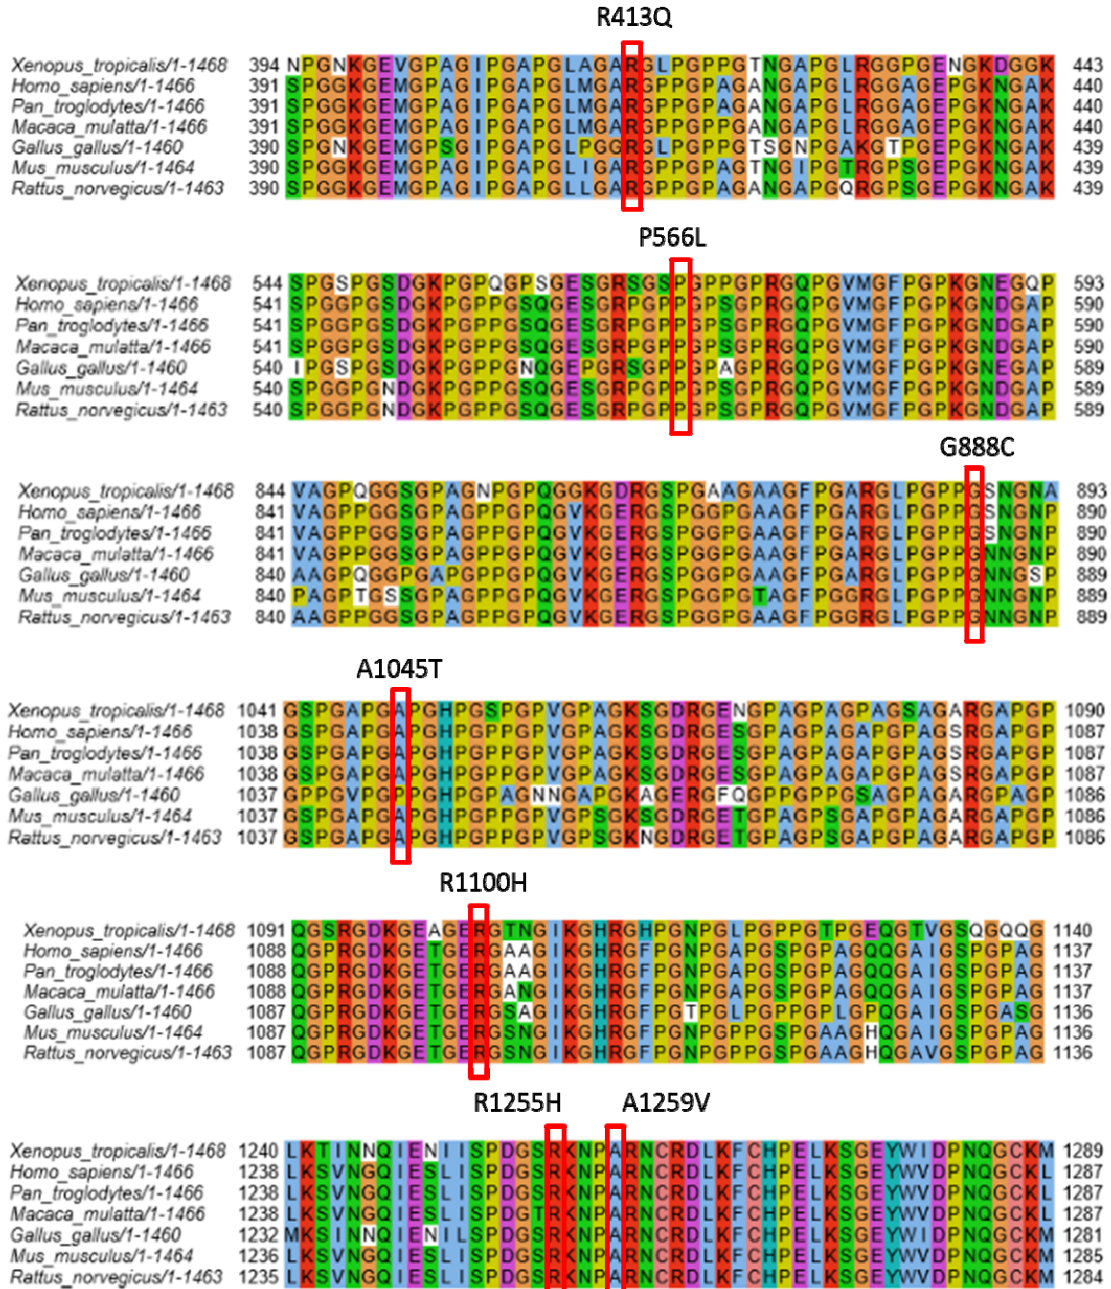 R413Q
Xenopus_tropicalis/1-1468 394 NPGNKGEVGPAGIPGAPGLAGARGLPGPPGTNGAPGLRGGPGENGKDGGK 443
Homo_sapiens/1-1466 391 SPGGKGEMGPAGIPGAPGLMGARGPPGPAGANGAPGLRGGAGEPGKNGAK 440
Pan_troglodytes/1-1466 391 SPGGKGEMGPAGIPGAPGLMGARGPPGPAGANGAPGLRGGAGEPGKNGAK 440
Macaca_mulatta/1-1466 391 SPGGKGEMGPAGIPGAPGLMGARGPPGPPGANGAPGLRGGAGEPGKNGAK 440
Gallus_gallus/1-1460 390 SPGNKGEMGPSGIPGAPGLPGGRGLPGPPGTSGNPGAKGTPGEPGKNGAK 439
Mus_musculus/1-1464 390 SPGGKGEMGPAGIPGAPGLIGARGPPGPAGTNGIPGTRGPSGEPGKNGAK 439
Rattus_norvegicus/1-1463 390 SPGGKGEMGPAGIPGAPGLLGARGPPGPAGANGAPGQRGPSGEPGKNGAK 439
P566L
Xenopus_tropicalis/1-1468 544 SPGSPGSDGKPGPQGPSGESGRSGSPGPPGPRGQPGVMGFPGPKGNEGQP 593
Homo_sapiens/1-1466 541 SPGGPGSDGKPGPPGSQGESGRPGPPGPSGPRGQPGVMGFPGPKGNDGAP 590
Pan_troglodytes/1-1466 541 SPGGPGSDGKPGPPGSQGESGRPGPPGPSGPRGQPGVMGFPGPKGNDGAP 590
Macaca_mulatta/1-1466 541 SPGGPGSDGKPGPPGSQGESGRPGPPGPSGPRGQPGVMGFPGPKGNDGAP 590
Gallus_gallus/1-1460 540 IPGSPGSDGKPGPPGNQGEPGRSGPPGPAGPRGQPGVMGFPGPKGNDGAP 589
Mus_musculus/1-1464 540 SPGGPGNDGKPGPPGSQGESGRPGPPGPSGPRGQPGVMGFPGPKGNDGAP 589
Rattus_norvegicus/1-1463 540 SPGGPGNDGKPGPPGSQGESGRPGPPGPSGPRGQPGVMGFPGPKGNDGAP 589
G888C
Xenopus_tropicalis/1-1468 844 VAGPQGGSGPAGNPGPQGGKGDRGSPGAAGAAGFPGARGLPGPPGSNGNA 893
Homo_sapiens/1-1466 841 VAGPPGGSGPAGPPGPQGVKGERGSPGGPGAAGFPGARGLPGPPGSNGNP 890
Pan_troglodytes/1-1466 841 VAGPPGGSGPAGPPGPQGVKGERGSPGGPGAAGFPGARGLPGPPGSNGNP 890
Macaca_mulatta/1-1466 841 VAGPPGGSGPAGPPGPQGVKGERGSPGGPGAAGFPGARGLPGPPGNNGNP 890
Gallus_gallus/1-1460 840 AAGPQGGPGAPGPPGPQGVKGERGSPGGPGAAGFPGARGLPGPPGNNGSP 889
Mus_musculus/1-1464 840 PAGPTGSSGPAGPPGPQGVKGERGSPGGPGTAGFPGGRGLPGPPGNNGNP 889
Rattus_norvegicus/1-1463 840 AAGPPGGSGPAGPPGPQGVKGERGSPGGPGAAGFPGGRGLPGPPGNNGNP 889
A1045T
Xenopus_tropicalis/1-1468 1041 GSPGAPGAPGHPGSPGPVGPAGKSGDRGENGPAGPAGPAGSAGARGAPGP 1090
Homo_sapiens/1-1466 1038 GSPGAPGAPGHPGPPGPVGPAGKSGDRGESGPAGPAGAPGPAGSRGAPGP 1087
Pan_troglodytes/1-1466 1038 GSPGAPGAPGHPGPPGPVGPAGKSGDRGESGPAGPAGAPGPAGSRGAPGP 1087
Macaca_mulatta/1-1466 1038 GSPGAPGAPGHPGPPGPVGPAGKSGDRGESGPAGPAGAPGPAGSRGAPGP 1087
Gallus_gallus/1-1460 1037 GPPGVPGPPGHPGPAGNNGAPGKAGERGFQGPPGPPGSAGPAGARGPAGP 1086
Mus_musculus/1-1464 1037 GSPGAPGAPGHPGPPGPVGPSGKSGDRGETGPAGPSGAPGPAGARGAPGP 1086
Rattus_norvegicus/1-1463 1037 GSPGAPGAPGHPGPPGPVGPSGKNGDRGETGPAGPSGAPGPAGARGAPGP 1086
R1100H
Xenopus_tropicalis/1-1468 1091 QGSRGDKGEAGERGTNGIKGHRGHPGNPGLPGPPGTPGEQGTVGSQGQQG 1140
Homo_sapiens/1-1466 1088 QGPRGDKGETGERGAAGIKGHRGFPGNPGAPGSPGPAGQQGAIGSPGPAG 1137
Pan_troglodytes/1-1466 1088 QGPRGDKGETGERGAAGIKGHRGFPGNPGAPGSPGPAGQQGAIGSPGPAG 1137
Macaca_mulatta/1-1466 1088 QGPRGDKGETGERGANGIKGHRGFPGNPGAPGSPGPAGQQGAIGSPGPAG 1137
Gallus_gallus/1-1460 1087 QGPRGDKGETGERGSAGIKGHRGFPGTPGLPGPPGPLGPQGAIGSPGASG 1136
Mus_musculus/1-1464 1087 QGPRGDKGETGERGSNGIKGHRGFPGNPGPPGSPGAAGHQGAIGSPGPAG 1136
Rattus_norvegicus/1-1463 1087 QGPRGDKGETGERGSNGIKGHRGFPGNPGPPGSPGAAGHQGAVGSPGPAG 1136
R1255H A1259V
Xenopus_tropicalis/1-1468 1240 LKTINNQIENIISPDGSRKNPARNCRDLKFCHPELKSGEYWIDPNQGCKM 1289
Homo_sapiens/1-1466 1238 LKSVNGQIESLISPDGSRKNPARNCRDLKFCHPELKSGEYWVDPNQGCKL 1287
Pan_troglodytes/1-1466 1238 LKSVNGQIESLISPDGSRKNPARNCRDLKFCHPELKSGEYWVDPNQGCKL 1287
Macaca_mulatta/1-1466 1238 LKSVNGQIESLISPDGTRKNPARNCRDLKFCHPELKSGEYWVDPNQGCKL 1287
Gallus_gallus/1-1460 1232 MKSINNQIENILSPDGSRKNPARNCRDLKFCHPELKSGEYWVDPNQGCKM 1281
Mus_musculus/1-1464 1236 LKSVNGQIESLISPDGSRKNPARNCRDLKFCHPELKSGEYWVDPNQGCKM 1285
Rattus_norvegicus/1-1463 1235 LKSVNGQIESLISPDGSRKNPARNCRDLKFCHPELKSGEYWVDPNQGCKM 1284